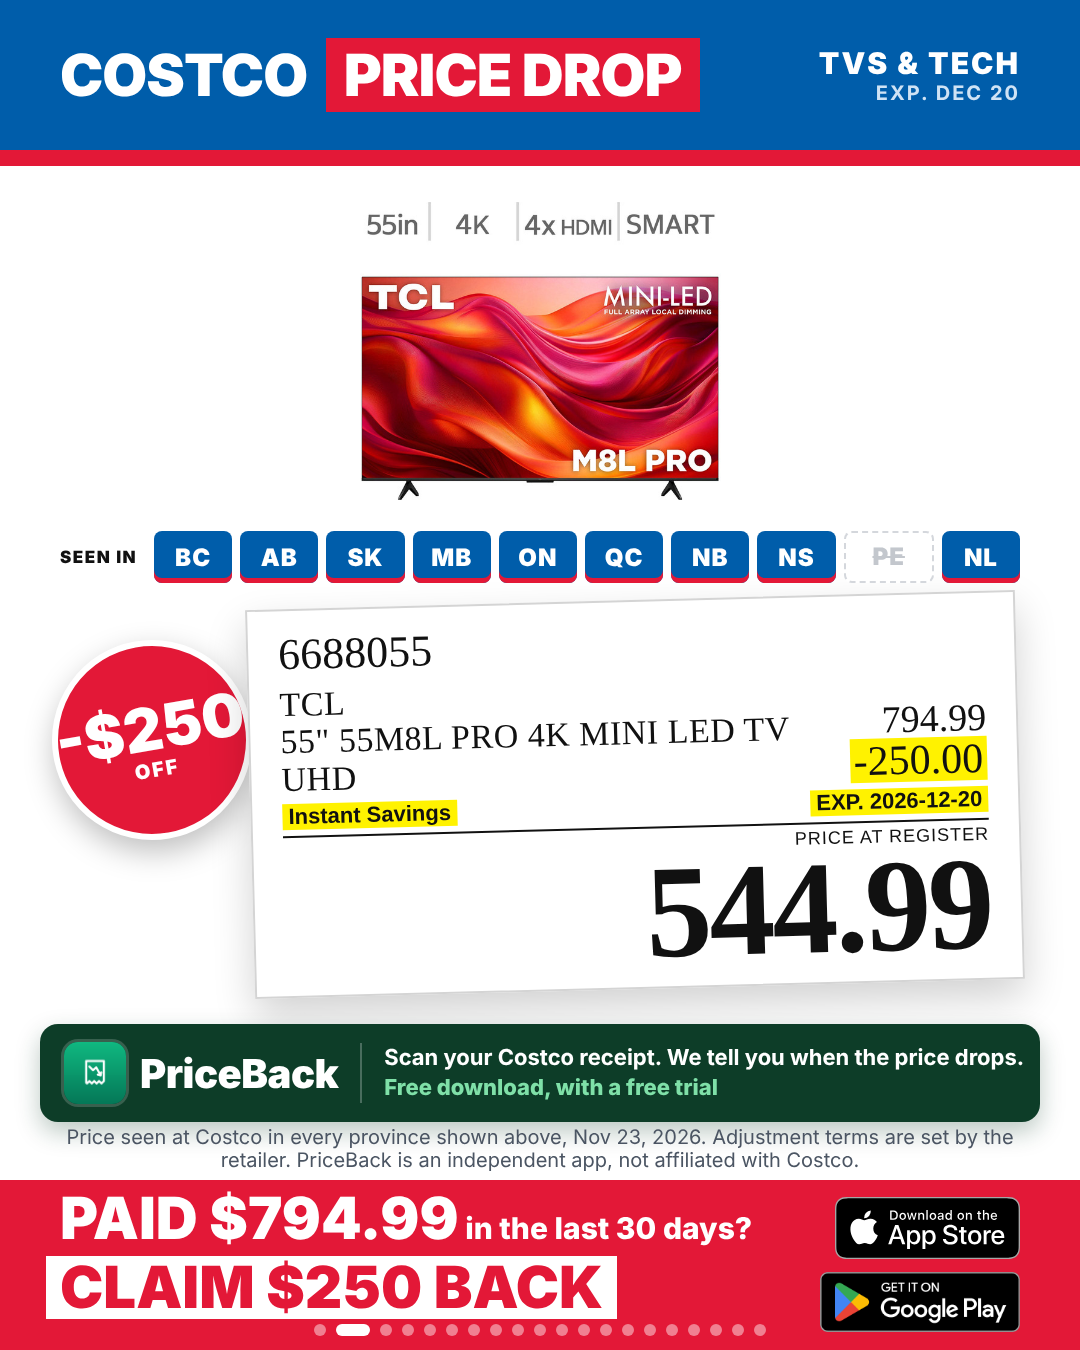 COSTCO PRICE DROP
TVS & TECH
EXP. DEC 20
55in 4K 4x HDMI SMART
TCL
MINI-LED
FULL ARRAY LOCAL DIMMING
M8L PRO
SEEN IN BC AB SK MB ON QC NB NS PE NL
-$250
OFF
6688055
TCL
55" 55M8L PRO 4K MINI LED TV
UHD
794.99
-250.00
Instant Savings
EXP. 2026-12-20
PRICE AT REGISTER
544.99
PriceBack
Scan your Costco receipt. We tell you when the price drops.
Free download, with a free trial
Price seen at Costco in every province shown above, Nov 23, 2026. Adjustment terms are set by the
retailer. PriceBack is an independent app, not affiliated with Costco.
PAID $794.99 in the last 30 days?
CLAIM $250 BACK
Download on the
App Store
GET IT ON
Google Play